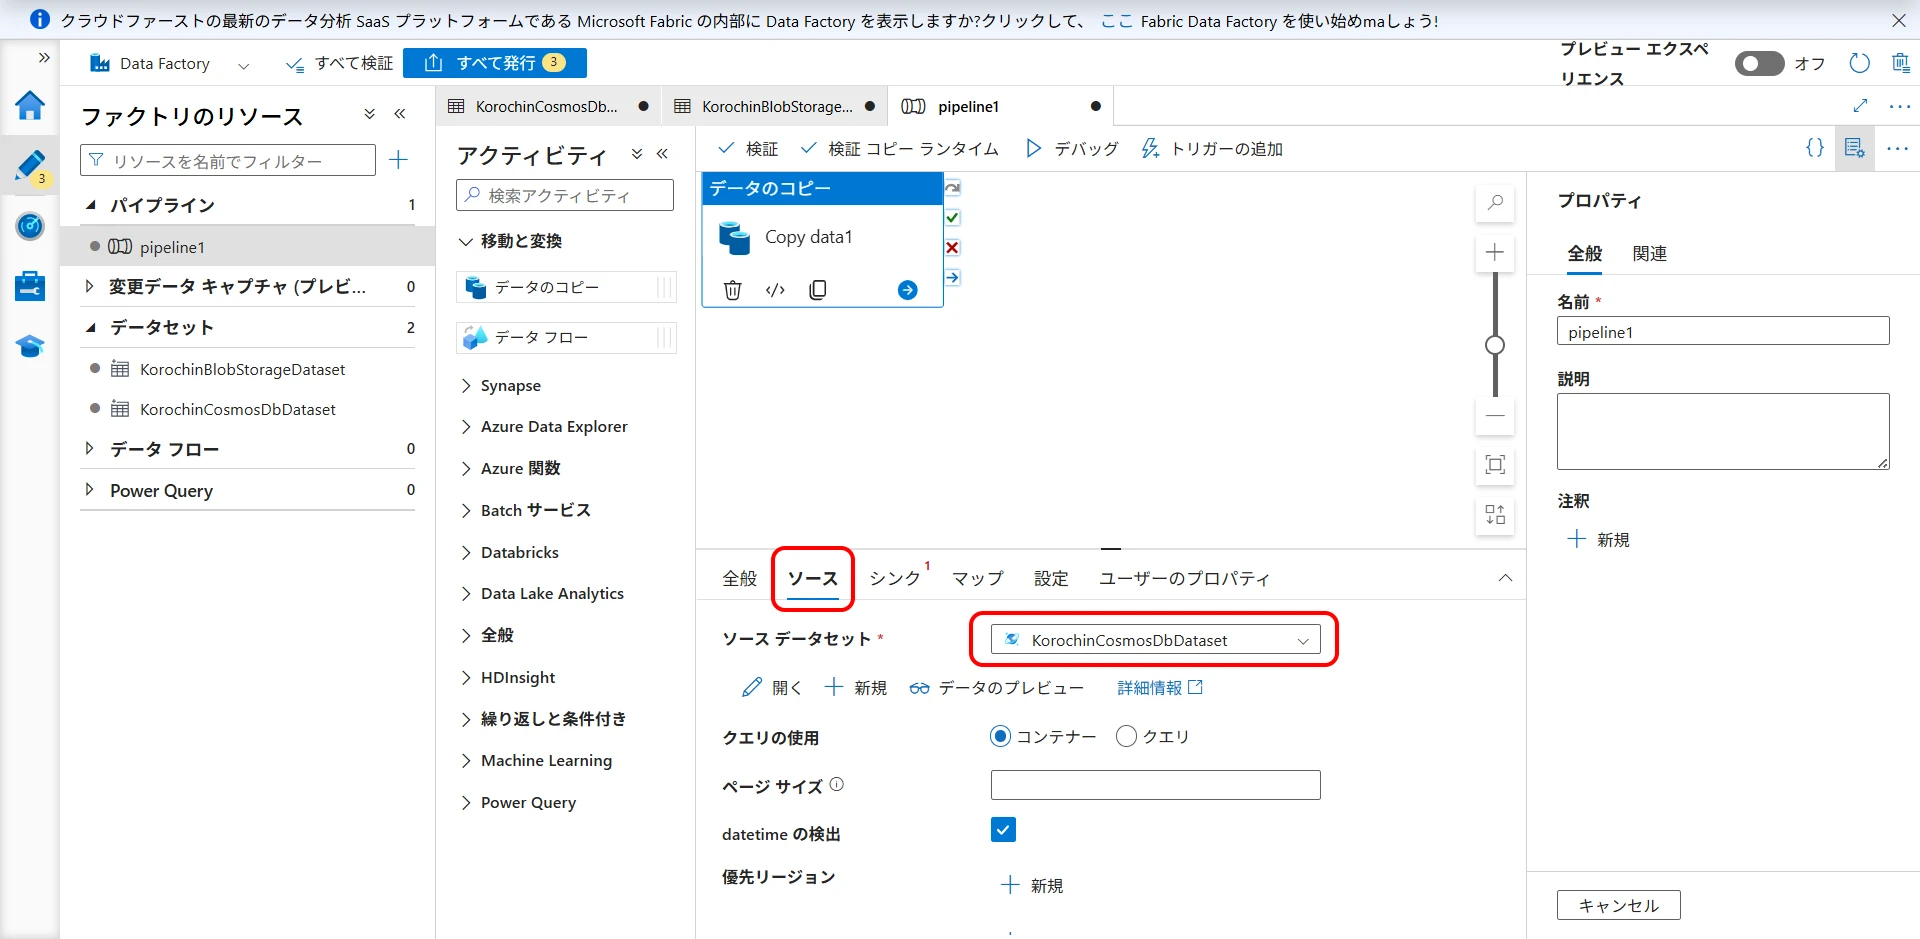 クラウドファーストの最新のデータ分析 SaaS プラットフォームである Microsoft Fabric の内部に Data Factory を表示しますか?クリックして、 ここ Fabric Data Factory を使い始めmaしょう!
Data Factory
すべて検証
すべて発行 3
プレビュー エクスペリエンス
オフ
3
ファクトリのリソース
リソースを名前でフィルター
パイプライン 1
pipeline1
変更データ キャプチャ (プレビ... 0
データセット 2
KorochinBlobStorageDataset
KorochinCosmosDbDataset
データ フロー 0
Power Query 0
KorochinCosmosDb...
KorochinBlobStorage...
pipeline1
アクティビティ
検索アクティビティ
移動と変換
データのコピー
データ フロー
Synapse
Azure Data Explorer
Azure 関数
Batch サービス
Databricks
Data Lake Analytics
全般
HDInsight
繰り返しと条件付き
Machine Learning
Power Query
検証
検証 コピー ランタイム
デバッグ
トリガーの追加
データのコピー
Copy data1
全般
ソース
シンク 1
マップ
設定
ユーザーのプロパティ
ソース データセット *
KorochinCosmosDbDataset
開く
新規
データのプレビュー
詳細情報
クエリの使用
コンテナー
クエリ
ページ サイズ
datetime の検出
優先リージョン
新規
プロパティ
全般
関連
名前 *
pipeline1
説明
注釈
新規
キャンセル